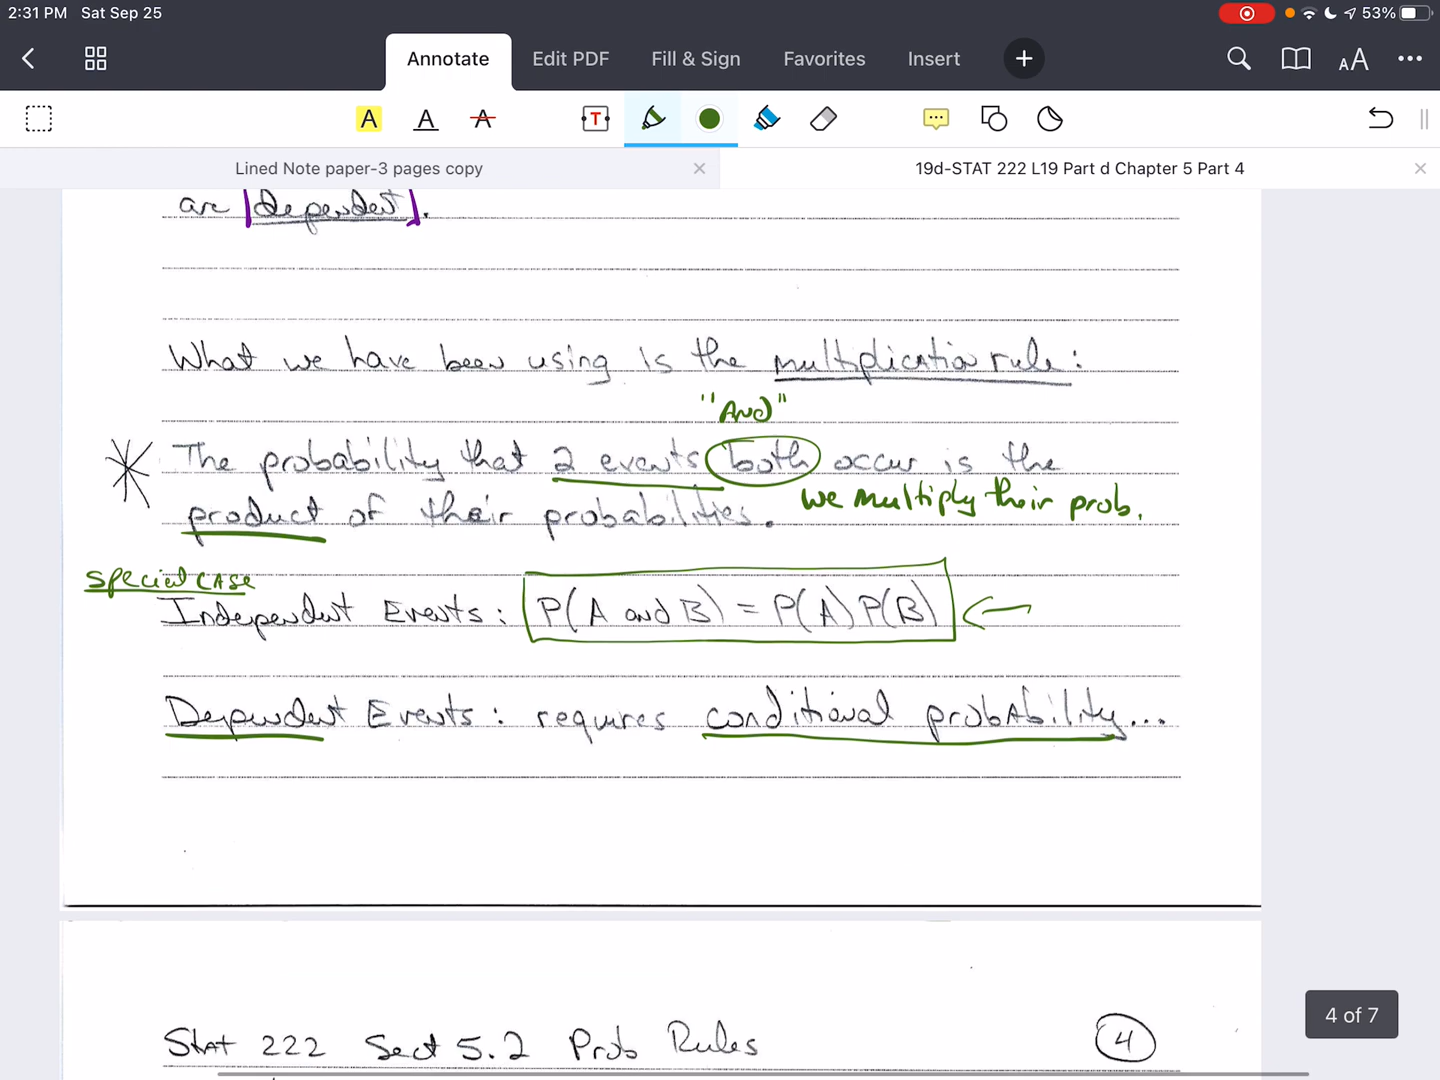 2:31 PM Sat Sep 25 53%
Annotate Edit PDF Fill & Sign Favorites Insert
A A A T AA
Lined Note paper-3 pages copy 19d-STAT 222 L19 Part d Chapter 5 Part 4
are dependent.
What we have been using is the multiplication rule:
"AND"
* The probability that 2 events both occur is the
we multiply their prob.
product of their probabilities.
Special CASE
Independent Events: P(A and B) = P(A) P(B) ←
Dependent Events: requires conditional probAbility...
4 of 7
Stat 222 Sect 5.2 Prob Rules 4